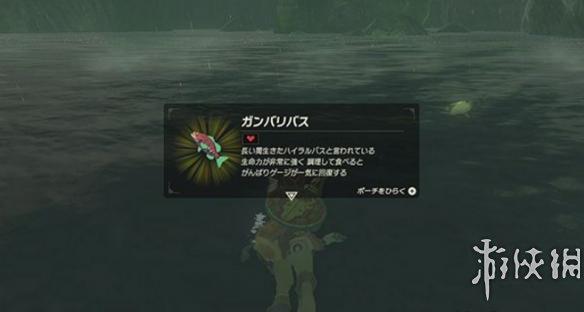 ガンバリバス
長い間生きたハイラルバスと言われている
生命力が非常に強く 調理して食べると
がんばりゲージが一気に回復する
ポーチをひらく
游侠網